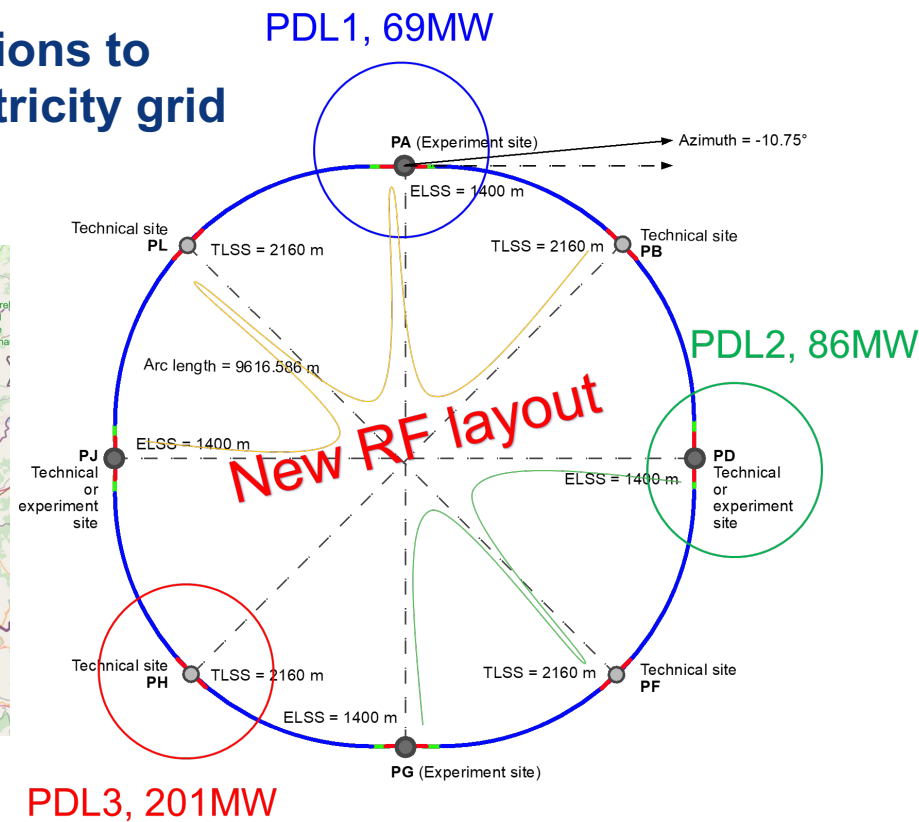 PDL1, 69MW
ions to
tricity grid
PA (Experiment site)
Azimuth = -10.75°
ELSS = 1400 m
Technical site
PL
TLSS = 2160 m
TLSS = 2160 m
Technical site
PB
PDL2, 86MW
Arc length = 9616.586 m
New RF layout
ELSS = 1400 m
PJ
Technical
or
experiment
site
PD
Technical
or
experiment
site
ELSS = 1400 m
Technical site
PH
TLSS = 2160 m
TLSS = 2160 m
Technical site
PF
ELSS = 1400 m
PG (Experiment site)
PDL3, 201MW